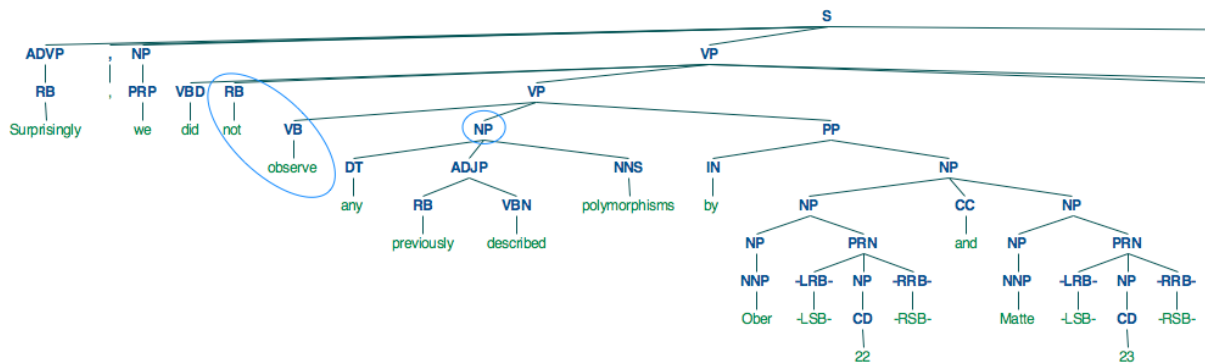 S
ADVP , NP VP
RB , PRP VBD RB VP
Surprisingly we did not VB NP PP
observe DT ADJP NNS IN NP
any RB VBN polymorphisms by NP CC NP
previously described NP PRN and NP PRN
NNP -LRB- NP -RRB- NNP -LRB- NP -RRB-
Ober -LSB- CD -RSB- Matte -LSB- CD -RSB-
22 23